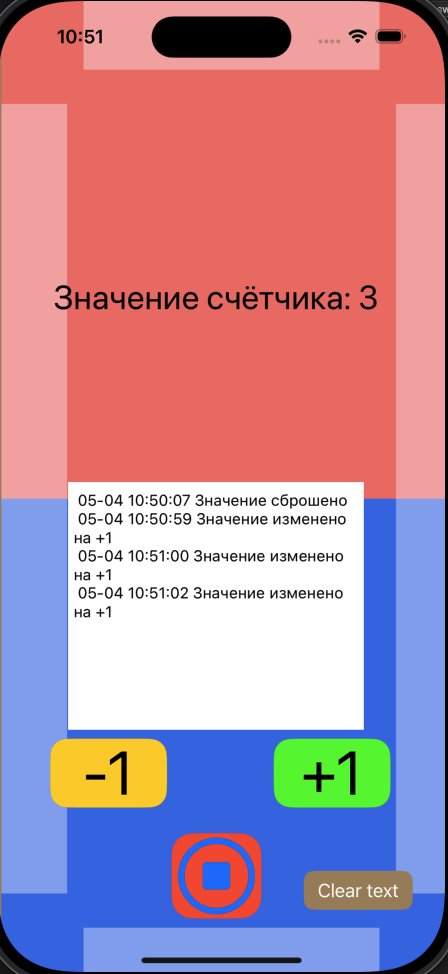 10:51
Значение счётчика: 3
05-04 10:50:07 Значение сброшено
05-04 10:50:59 Значение изменено
на +1
05-04 10:51:00 Значение изменено
на +1
05-04 10:51:02 Значение изменено
на +1
-1
+1
Clear text